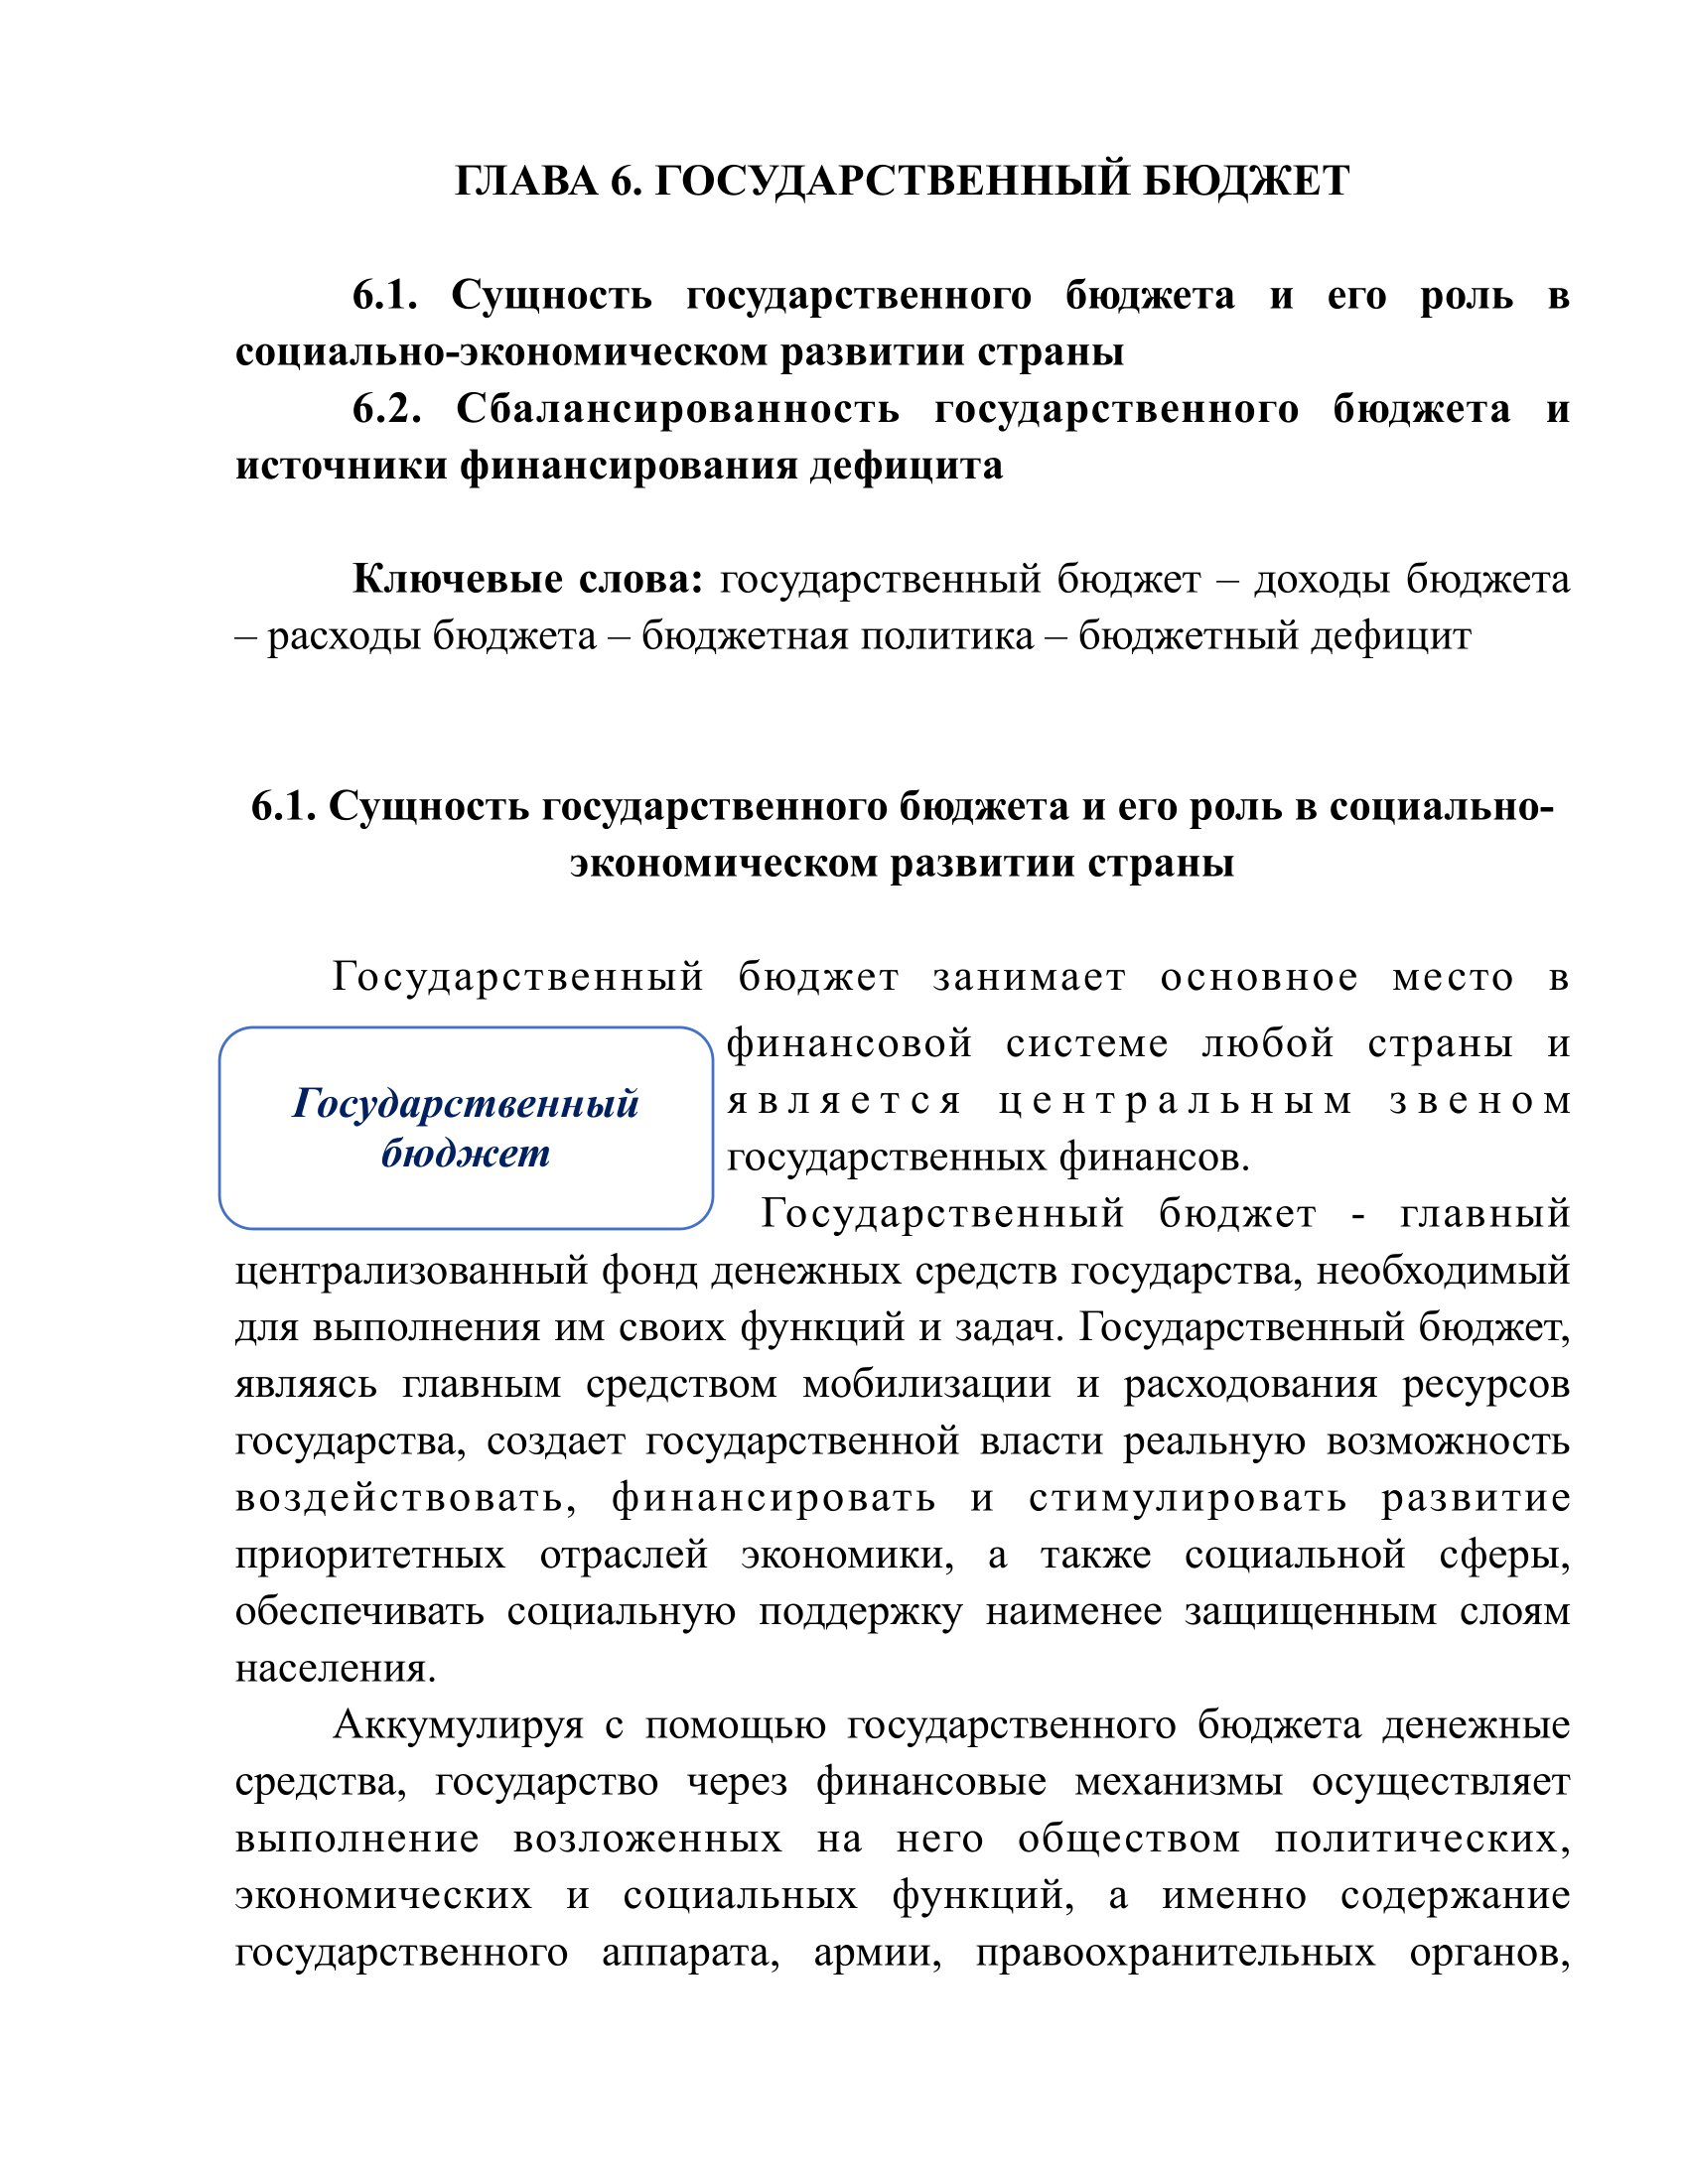 ГЛАВА 6. ГОСУДАРСТВЕННЫЙ БЮДЖЕТ
6.1. Сущность государственного бюджета и его роль в
социально-экономическом развитии страны
6.2. Сбалансированность государственного бюджета и
источники финансирования дефицита
Ключевые слова: государственный бюджет – доходы бюджета
– расходы бюджета – бюджетная политика – бюджетный дефицит
6.1. Сущность государственного бюджета и его роль в социально-
экономическом развитии страны
Государственный бюджет занимает основное место в
Государственный
бюджет
финансовой системе любой страны и
является центральным звеном
государственных финансов.
Государственный бюджет - главный
централизованный фонд денежных средств государства, необходимый
для выполнения им своих функций и задач. Государственный бюджет,
являясь главным средством мобилизации и расходования ресурсов
государства, создает государственной власти реальную возможность
воздействовать, финансировать и стимулировать развитие
приоритетных отраслей экономики, а также социальной сферы,
обеспечивать социальную поддержку наименее защищенным слоям
населения.
Аккумулируя с помощью государственного бюджета денежные
средства, государство через финансовые механизмы осуществляет
выполнение возложенных на него обществом политических,
экономических и социальных функций, а именно содержание
государственного аппарата, армии, правоохранительных органов,